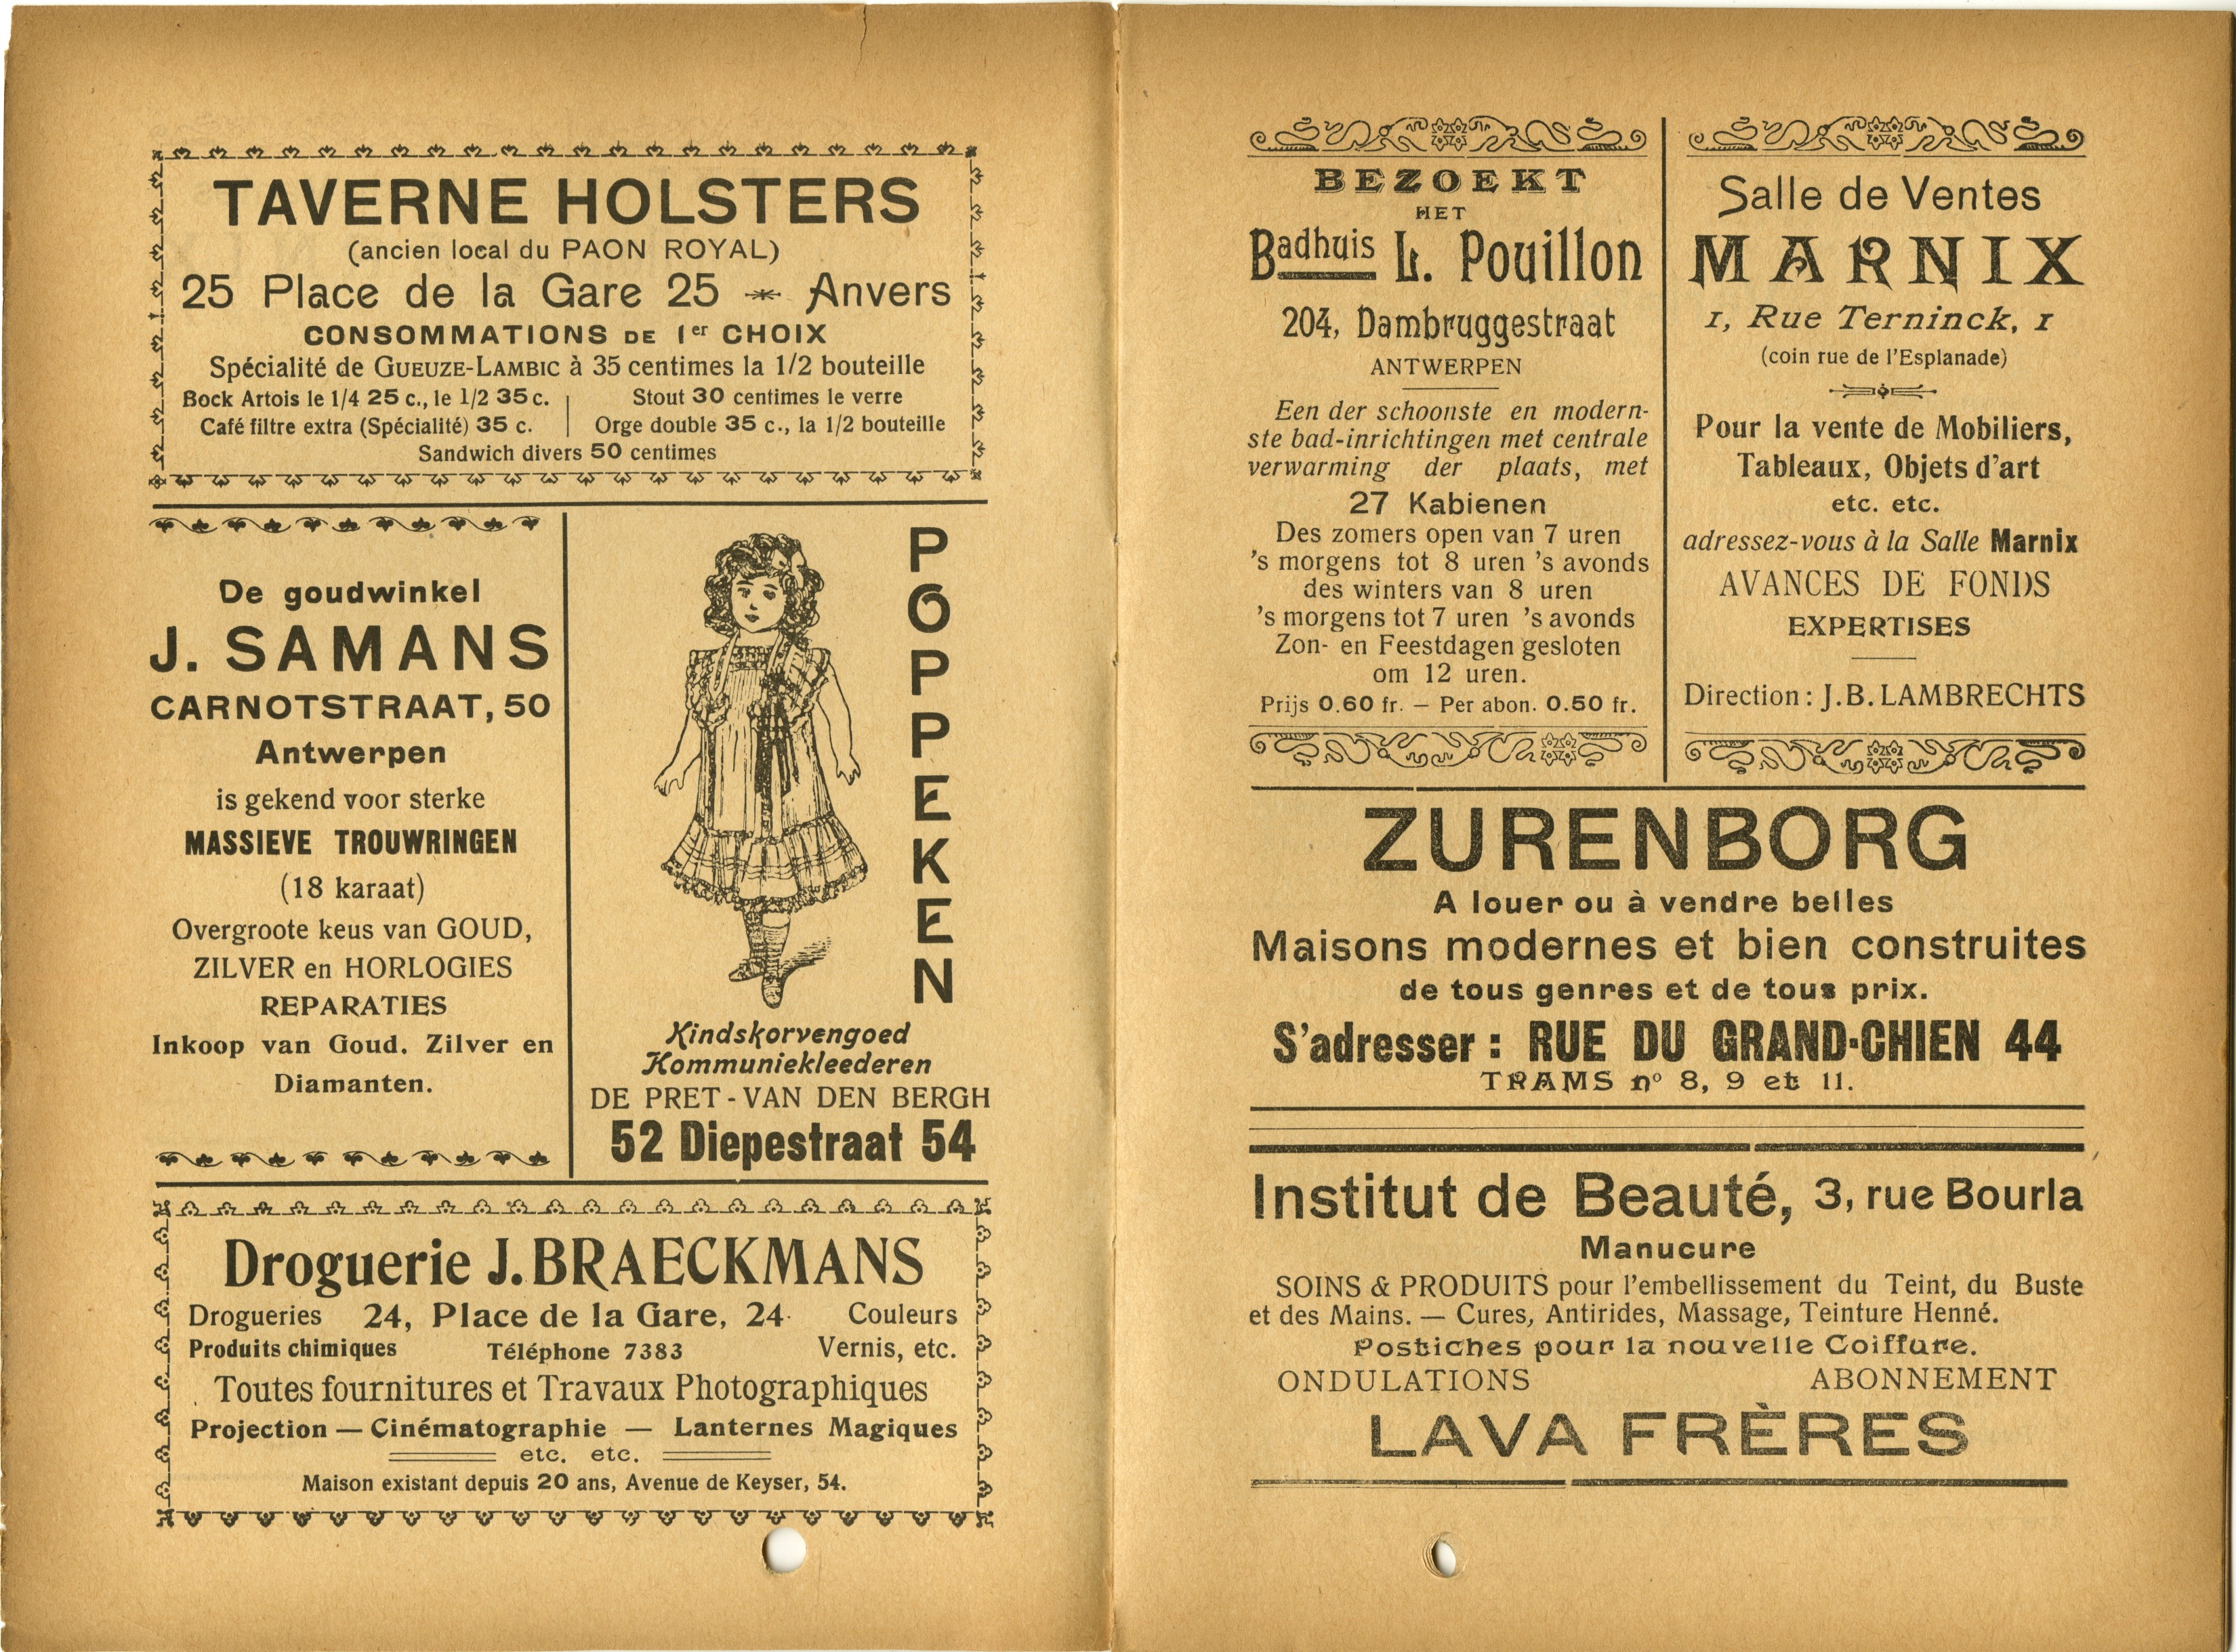 TAVERNE HOLSTERS
(ancien local du PAON ROYAL)
25 Place de la Gare 25 Anvers
CONSOMMATIONS DE 1er CHOIX
Spécialité de GUEUZE-LAMBIC à 35 centimes la 1/2 bouteille
Bock Artois le 1/4 25 c., le 1/2 35 c.
Café filtre extra (Spécialité) 35 c.
Stout 30 centimes le verre
Orge double 35 c., la 1/2 bouteille
Sandwich divers 50 centimes
De goudwinkel
J. SAMANS
CARNOTSTRAAT, 50
Antwerpen
is gekend voor sterke
MASSIEVE TROUWRINGEN
(18 karaat)
Overgroote keus van GOUD,
ZILVER en HORLOGIES
REPARATIES
Inkoop van Goud. Zilver en
Diamanten.
POPPEKEN
Kindskorvengoed
Kommuniekleederen
DE PRET - VAN DEN BERGH
52 Diepestraat 54
Droguerie J. BRAECKMANS
Drogueries 24, Place de la Gare, 24 Couleurs
Produits chimiques Téléphone 7383 Vernis, etc.
Toutes fournitures et Travaux Photographiques
Projection — Cinématographie — Lanternes Magiques
etc. etc.
Maison existant depuis 20 ans, Avenue de Keyser, 54.
BEZOEKT
HET
Badhuis L. Pouillon
204, Dambruggestraat
ANTWERPEN
Een der schoonste en modern-
ste bad-inrichtingen met centrale
verwarming der plaats, met
27 Kabienen
Des zomers open van 7 uren
's morgens tot 8 uren 's avonds
des winters van 8 uren
's morgens tot 7 uren 's avonds
Zon- en Feestdagen gesloten
om 12 uren.
Prijs 0.60 fr. — Per abon. 0.50 fr.
Salle de Ventes
MARNIX
1, Rue Terninck, 1
(coin rue de l'Esplanade)
Pour la vente de Mobiliers,
Tableaux, Objets d'art
etc. etc.
adressez-vous à la Salle Marnix
AVANCES DE FONDS
EXPERTISES
Direction : J.B. LAMBRECHTS
ZURENBORG
A louer ou à vendre belles
Maisons modernes et bien construites
de tous genres et de tous prix.
S'adresser : RUE DU GRAND-CHIEN 44
TRAMS nº 8, 9 et 11.
Institut de Beauté, 3, rue Bourla
Manucure
SOINS & PRODUITS pour l'embellissement du Teint, du Buste
et des Mains. — Cures, Antirides, Massage, Teinture Henné.
Postiches pour la nouvelle Coiffure.
ONDULATIONS ABONNEMENT
LAVA FRÈRES